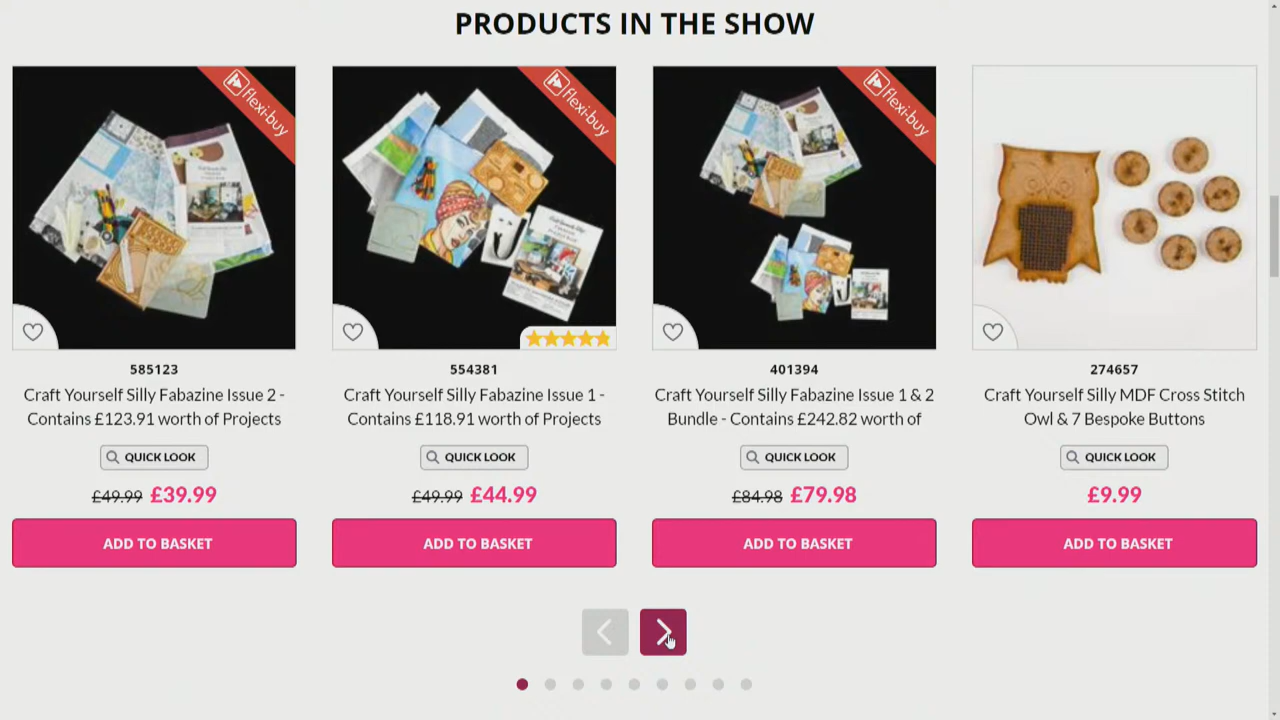 PRODUCTS IN THE SHOW
flexi-buy
flexi-buy
flexi-buy
585123
Craft Yourself Silly Fabazine Issue 2 -
Contains £123.91 worth of Projects
QUICK LOOK
£49.99 £39.99
ADD TO BASKET
554381
Craft Yourself Silly Fabazine Issue 1 -
Contains £118.91 worth of Projects
QUICK LOOK
£49.99 £44.99
ADD TO BASKET
401394
Craft Yourself Silly Fabazine Issue 1 & 2
Bundle - Contains £242.82 worth of
QUICK LOOK
£84.98 £79.98
ADD TO BASKET
274657
Craft Yourself Silly MDF Cross Stitch
Owl & 7 Bespoke Buttons
QUICK LOOK
£9.99
ADD TO BASKET